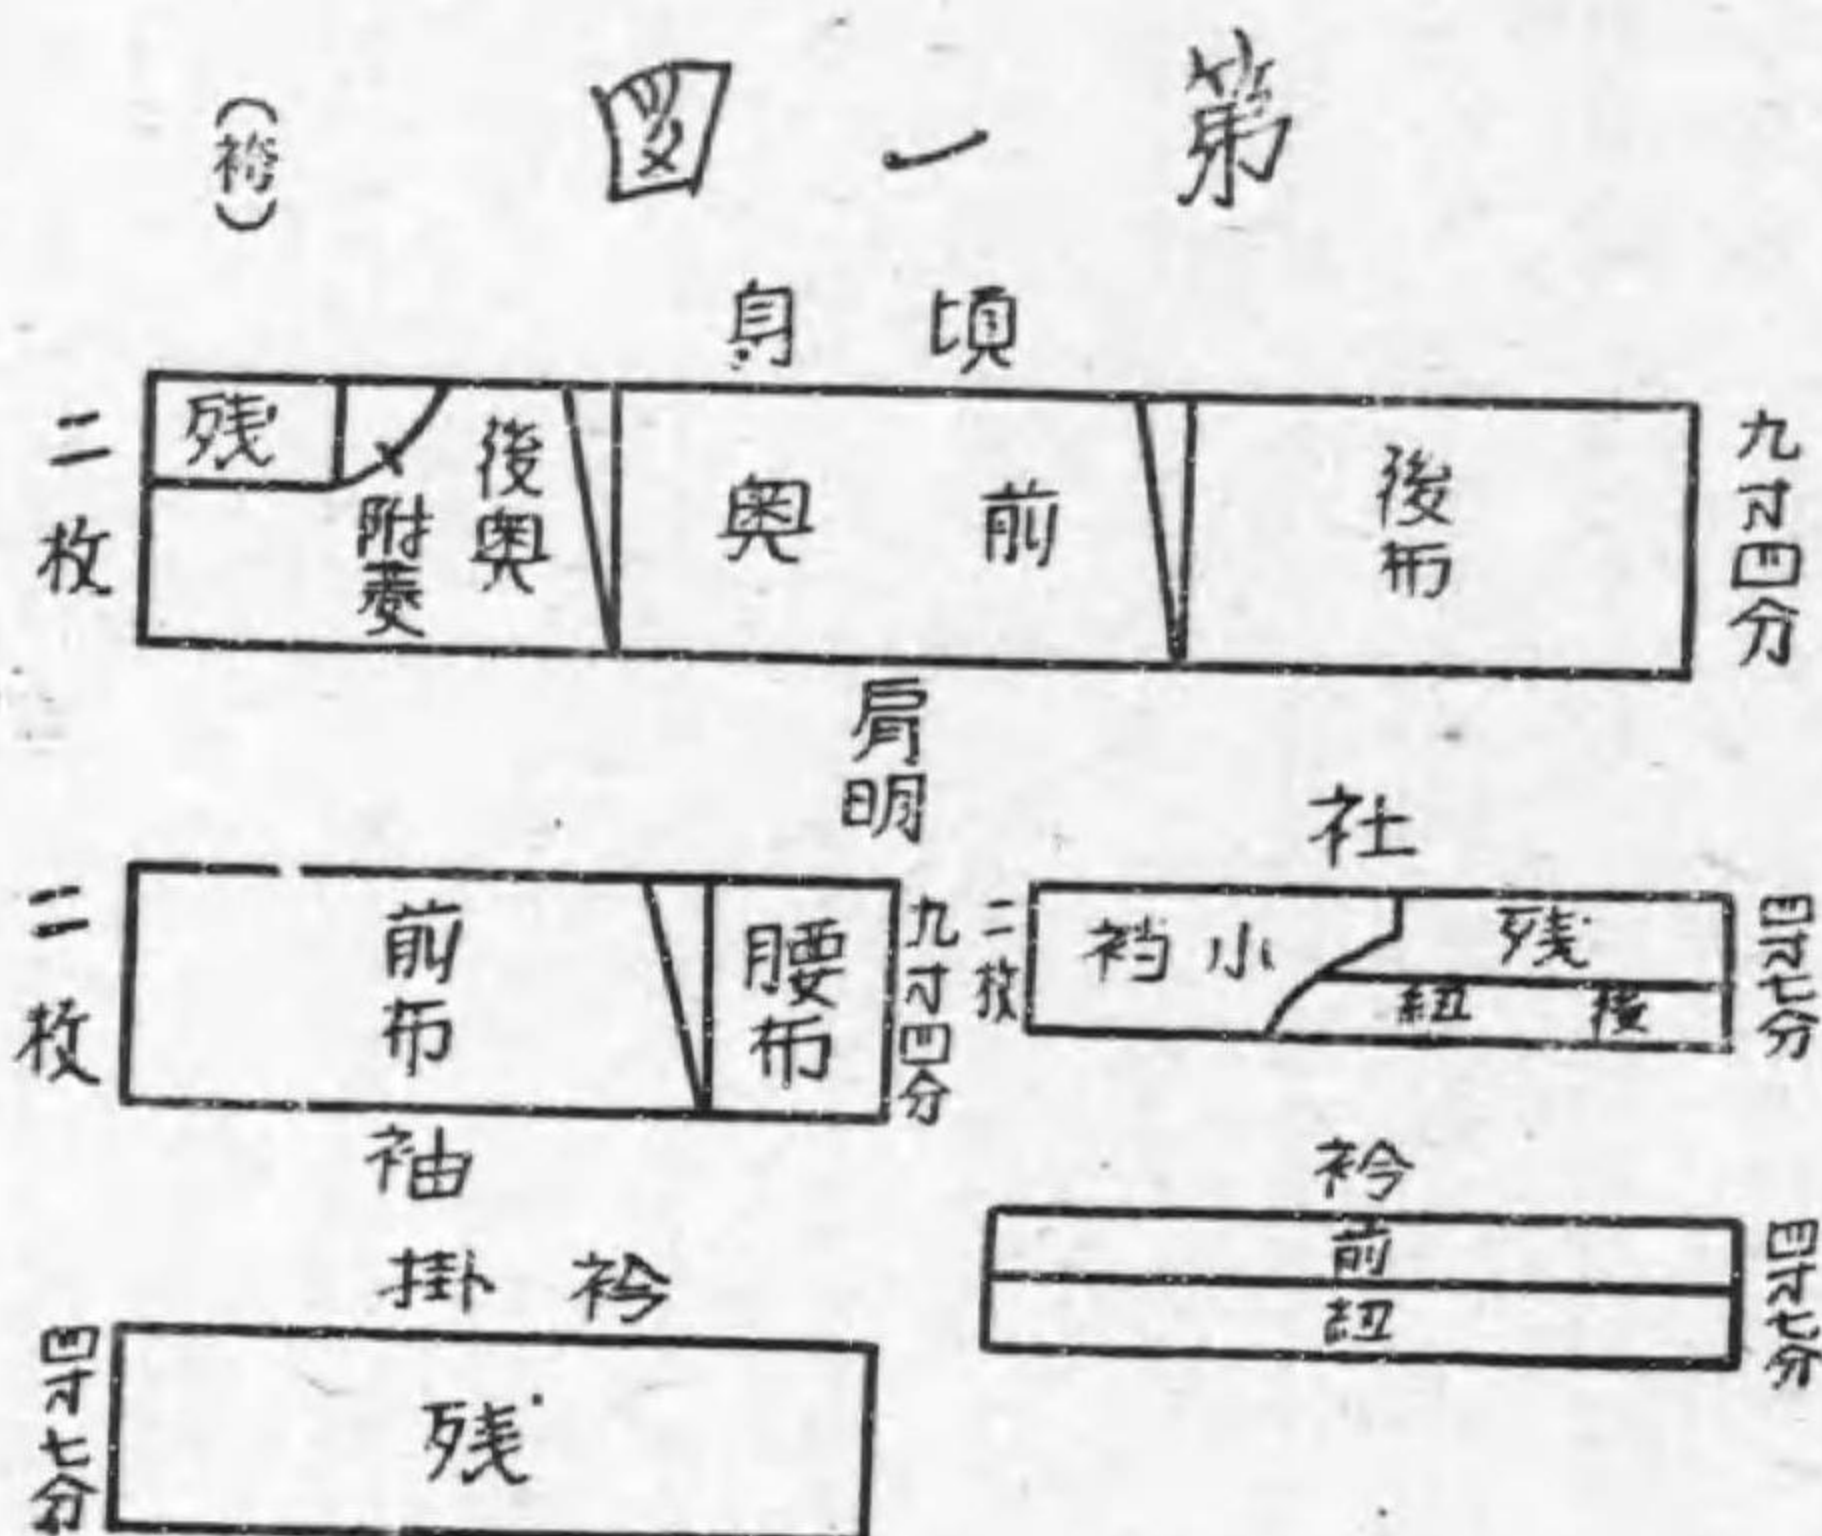 第一図
(袴)
身頃
九寸四分
後布
前奥
後奥
附菱
残
二枚
肩明
衽
四寸七分
残
後紐
小裆
二枚
九寸四分
腰布
前布
二枚
袖
衿
四寸七分
前
紐
衿掛
四寸七分
残